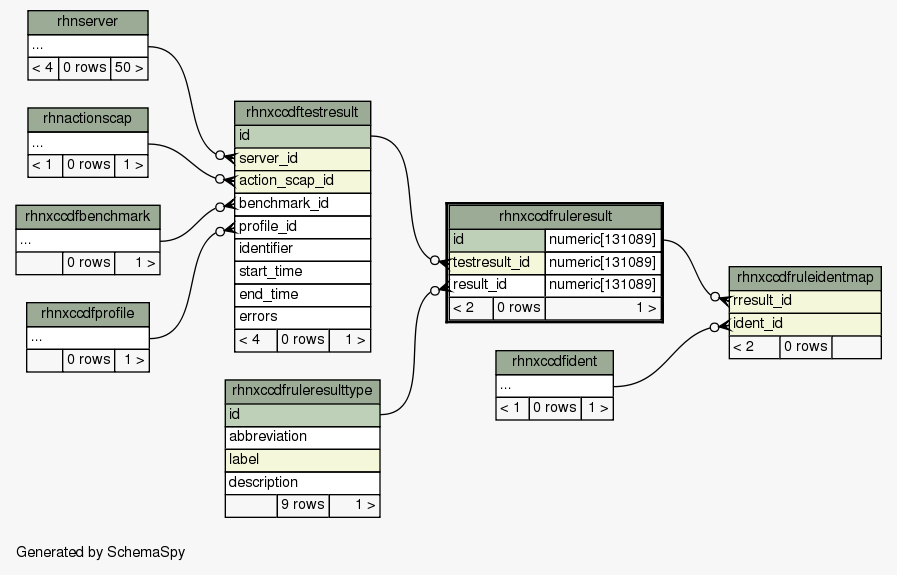 rhnserver
...
< 4 0 rows 50 >
rhnactionscap
...
< 1 0 rows 1 >
rhnxccdfbenchmark
...
0 rows 1 >
rhnxccdfprofile
...
0 rows 1 >
rhnxccdftestresult
id
server_id
action_scap_id
benchmark_id
profile_id
identifier
start_time
end_time
errors
< 4 0 rows 1 >
rhnxccdfruleresulttype
id
abbreviation
label
description
9 rows 1 >
rhnxccdfruleresult
id numeric[131089]
testresult_id numeric[131089]
result_id numeric[131089]
< 2 0 rows 1 >
rhnxccdfident
...
< 1 0 rows 1 >
rhnxccdfruleidentmap
rresult_id
ident_id
< 2 0 rows
Generated by SchemaSpy